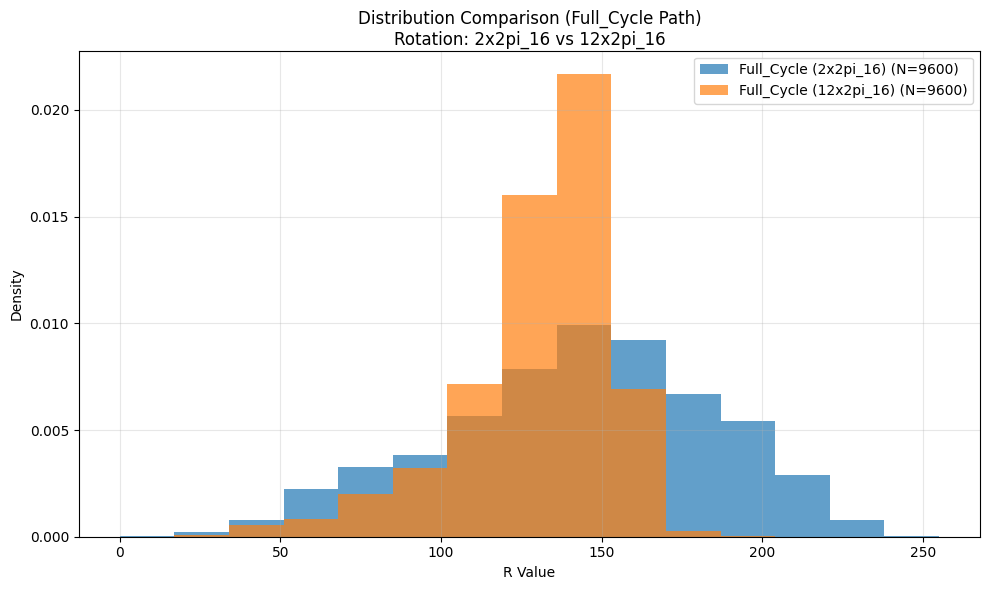 Distribution Comparison (Full_Cycle Path)
Rotation: 2x2pi_16 vs 12x2pi_16
Full_Cycle (2x2pi_16) (N=9600)
Full_Cycle (12x2pi_16) (N=9600)
Density
0.020
0.015
0.010
0.005
0.000
0 50 100 150 200 250
R Value